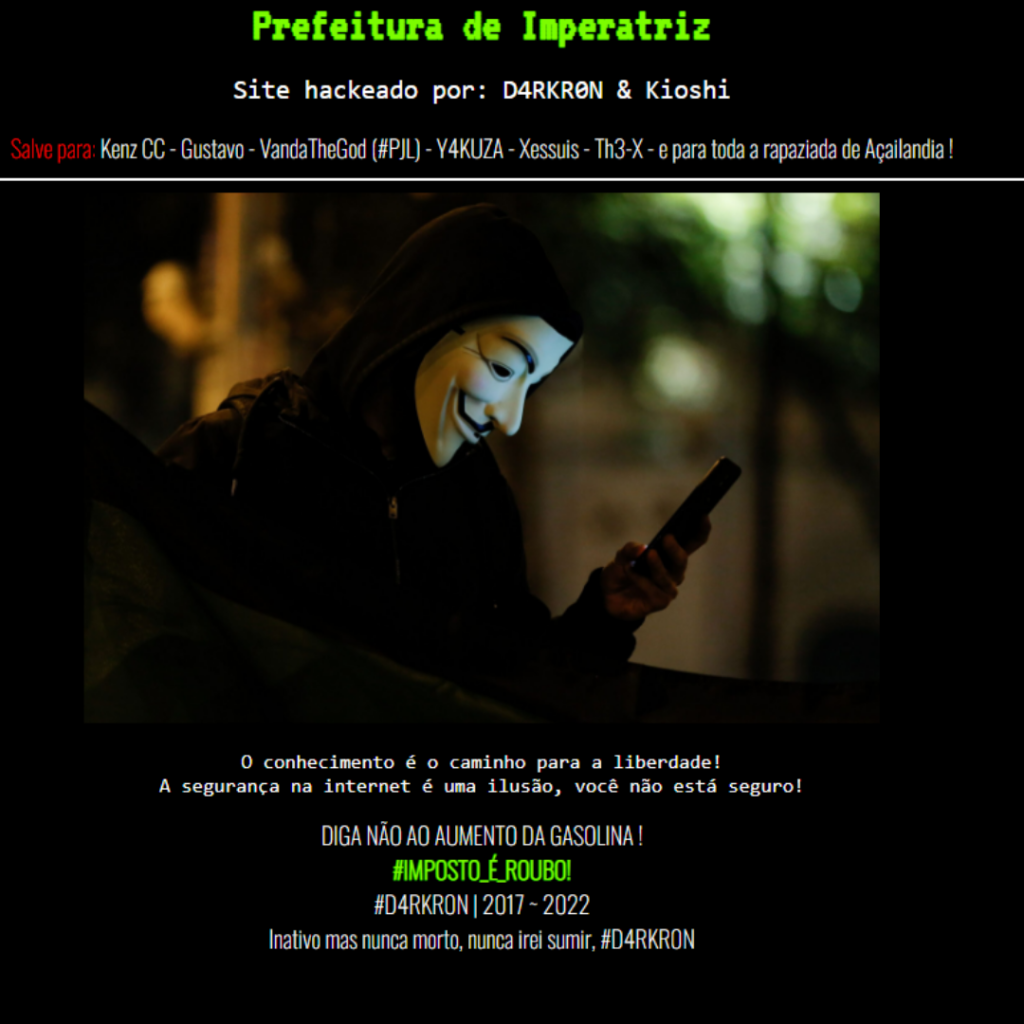 Prefeitura de Imperatriz
Site hackeado por: D4RKR0N & Kioshi
Salve para: Kenz CC - Gustavo - VandaTheGod (#PJL) - Y4KUZA - Xessuis - Th3-X - e para toda a rapaziada de Açailandia !
O conhecimento é o caminho para a liberdade!
A segurança na internet é uma ilusão, você não está seguro!
DIGA NÃO AO AUMENTO DA GASOLINA !
#IMPOSTO_É_ROUBO!
#D4RKRON | 2017 ~ 2022
Inativo mas nunca morto, nunca irei sumir, #D4RKRON